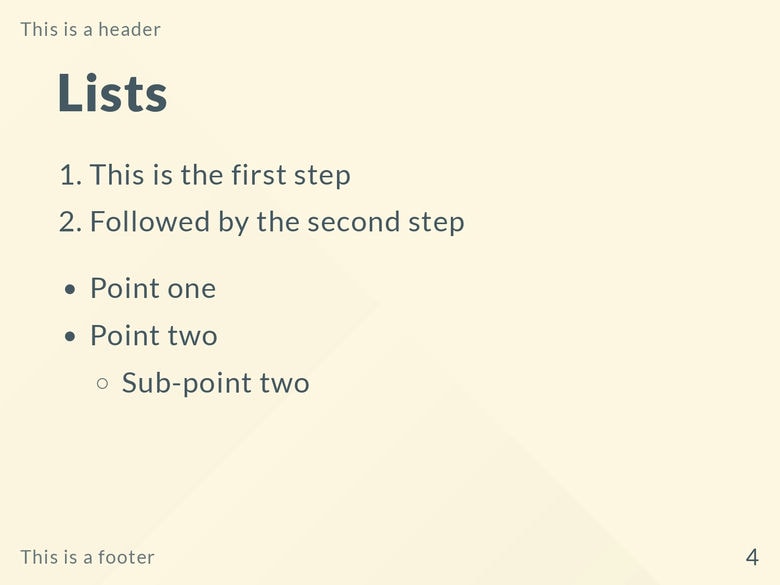 This is a header
Lists
1. This is the first step
2. Followed by the second step
• Point one
• Point two
○ Sub-point two
This is a footer
4